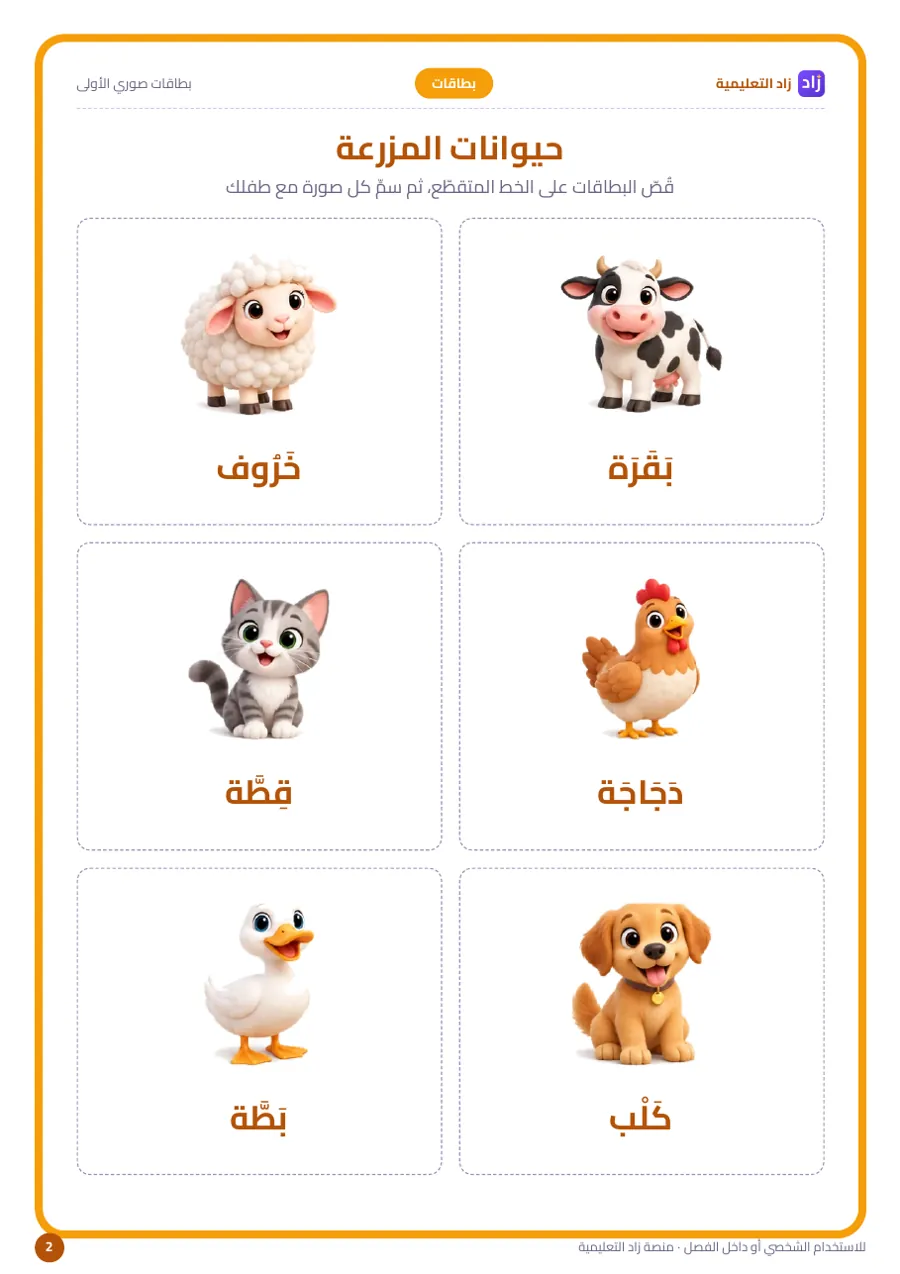 زاد زاد التعليمية
بطاقات
بطاقات صوري الأولى
حيوانات المزرعة
قُصّ البطاقات على الخط المتقطّع، ثم سمِّ كل صورة مع طفلك
بَقَرَة
خَرُوف
دَجَاجَة
قِطَّة
كَلْب
بَطَّة
للاستخدام الشخصي أو داخل الفصل · منصة زاد التعليمية
2